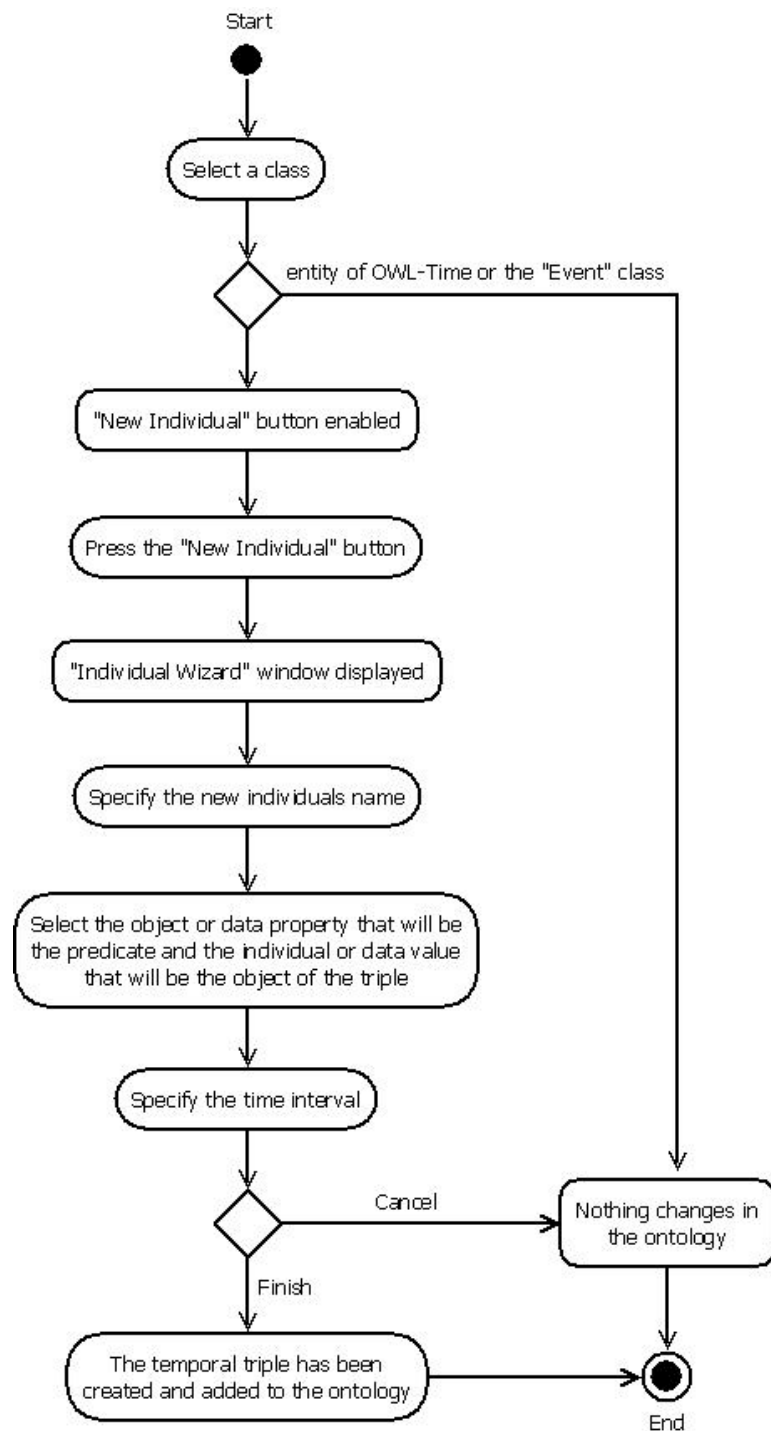 Start
Select a class
entity of OWL-Time or the "Event" class
"New Individual" button enabled
Press the "New Individual" button
"Individual Wizard" window displayed
Specify the new individuals name
Select the object or data property that will be
the predicate and the individual or data value
that will be the object of the triple
Specify the time interval
Cancel
Nothing changes in
the ontology
Finish
The temporal triple has been
created and added to the ontology
End